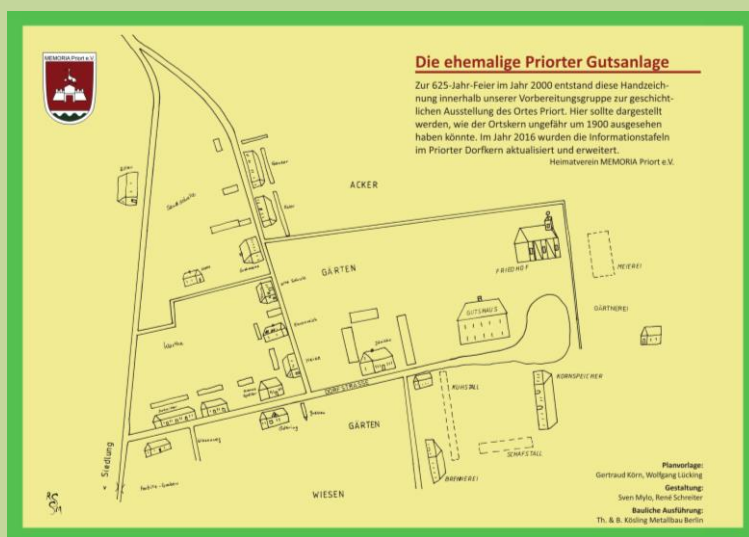 MEMORIA Priort e.V.
Die ehemalige Priorter Gutsanlage
Zur 625-Jahr-Feier im Jahr 2000 entstand diese Handzeich-
nung innerhalb unserer Vorbereitungsgruppe zur geschicht-
lichen Ausstellung des Ortes Priort. Hier sollte dargestellt
werden, wie der Ortskern ungefähr um 1900 ausgesehen
haben könnte. Im Jahr 2016 wurden die Informationstafeln
im Priorter Dorfkern aktualisiert und erweitert.
Heimatverein MEMORIA Priort e.V.
ACKER
GÄRTEN
FRIEDHOF
MEIEREI
GÄRTNEREI
GUTSHAUS
DORFSTRASSE
KUHSTALL
KORNSPEICHER
GÄRTEN
SCHAFSTALL
BRENNEREI
Siedlung
WIESEN
Planvorlage:
Gertraud Körn, Wolfgang Lücking
Gestaltung:
Sven Mylo, René Schreiter
Bauliche Ausführung:
Th. & B. Kösling Metallbau Berlin